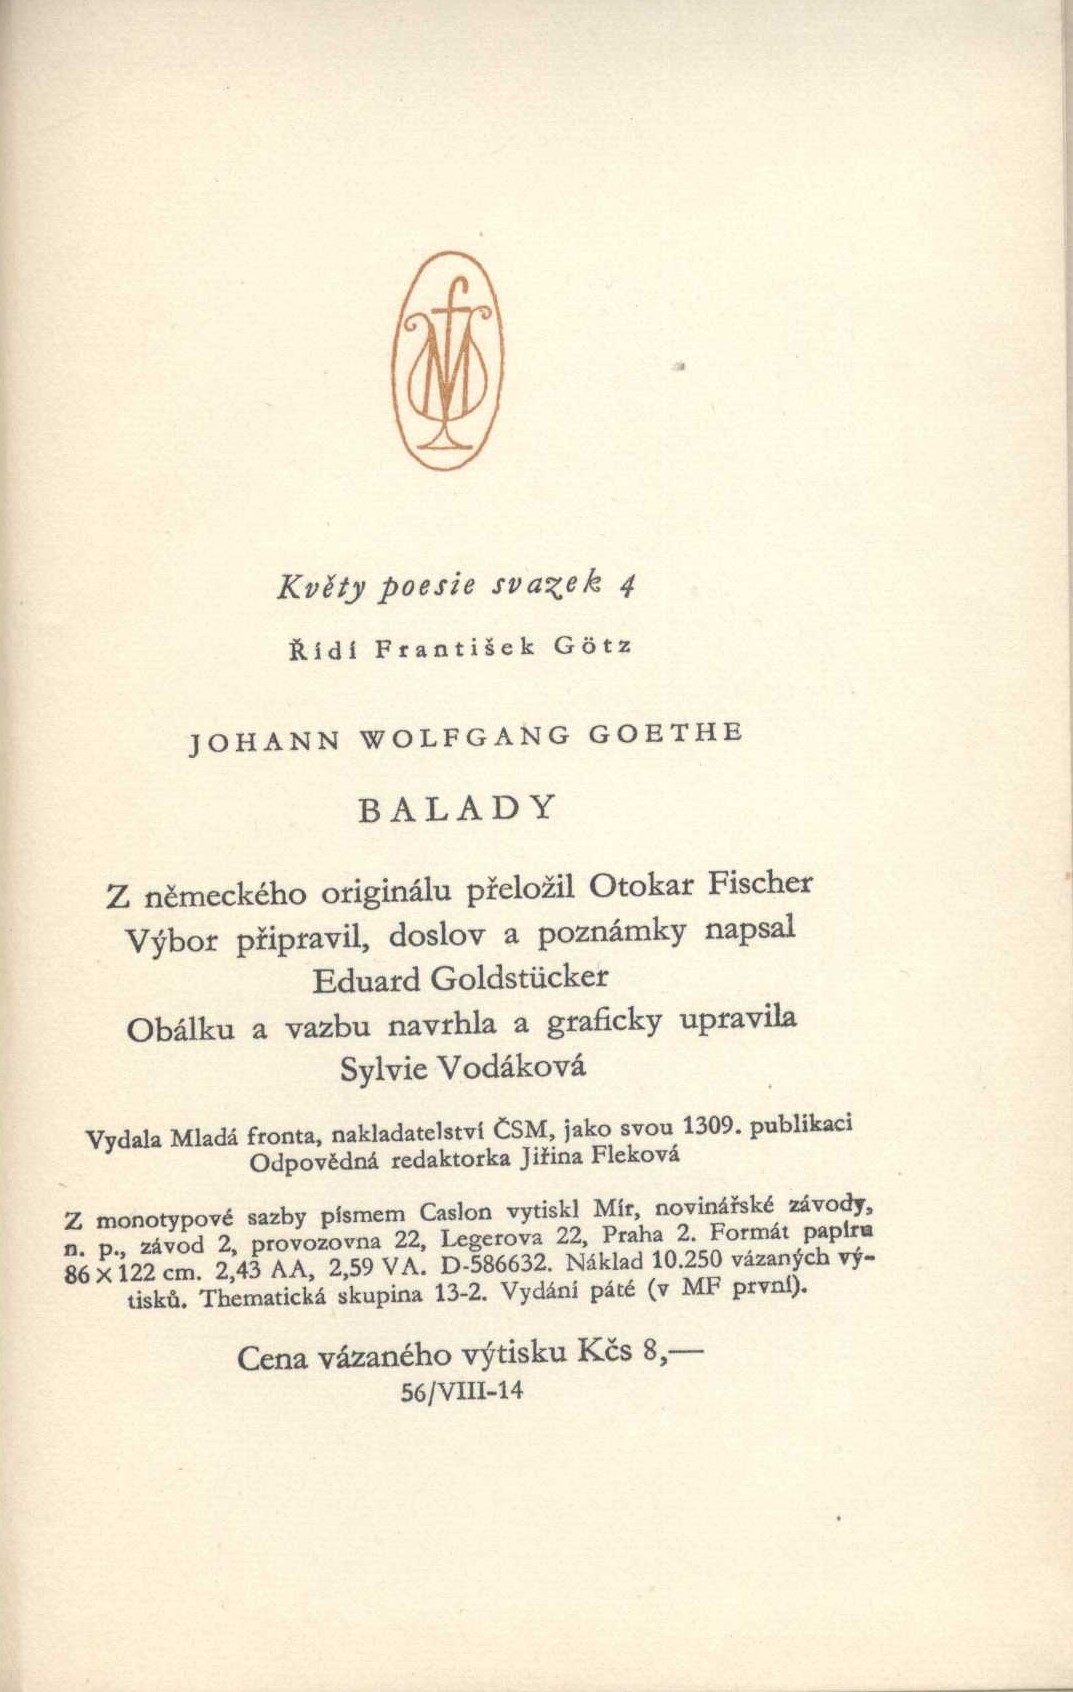 Mf
Květy poesie svazek 4
Řídí František Götz
JOHANN WOLFGANG GOETHE
BALADY
Z německého originálu přeložil Otokar Fischer
Výbor připravil, doslov a poznámky napsal
Eduard Goldstücker
Obálku a vazbu navrhla a graficky upravila
Sylvie Vodáková
Vydala Mladá fronta, nakladatelství ČSM, jako svou 1309. publikaci
Odpovědná redaktorka Jiřina Fleková
Z monotypové sazby písmem Caslon vytiskl Mír, novinářské závody,
n. p., závod 2, provozovna 22, Legerova 22, Praha 2. Formát papíru
86 × 122 cm. 2,43 AA, 2,59 VA. D-586632. Náklad 10.250 vázaných vý-
tisků. Thematická skupina 13-2. Vydání páté (v MF první).
Cena vázaného výtisku Kčs 8,—
56/VIII-14